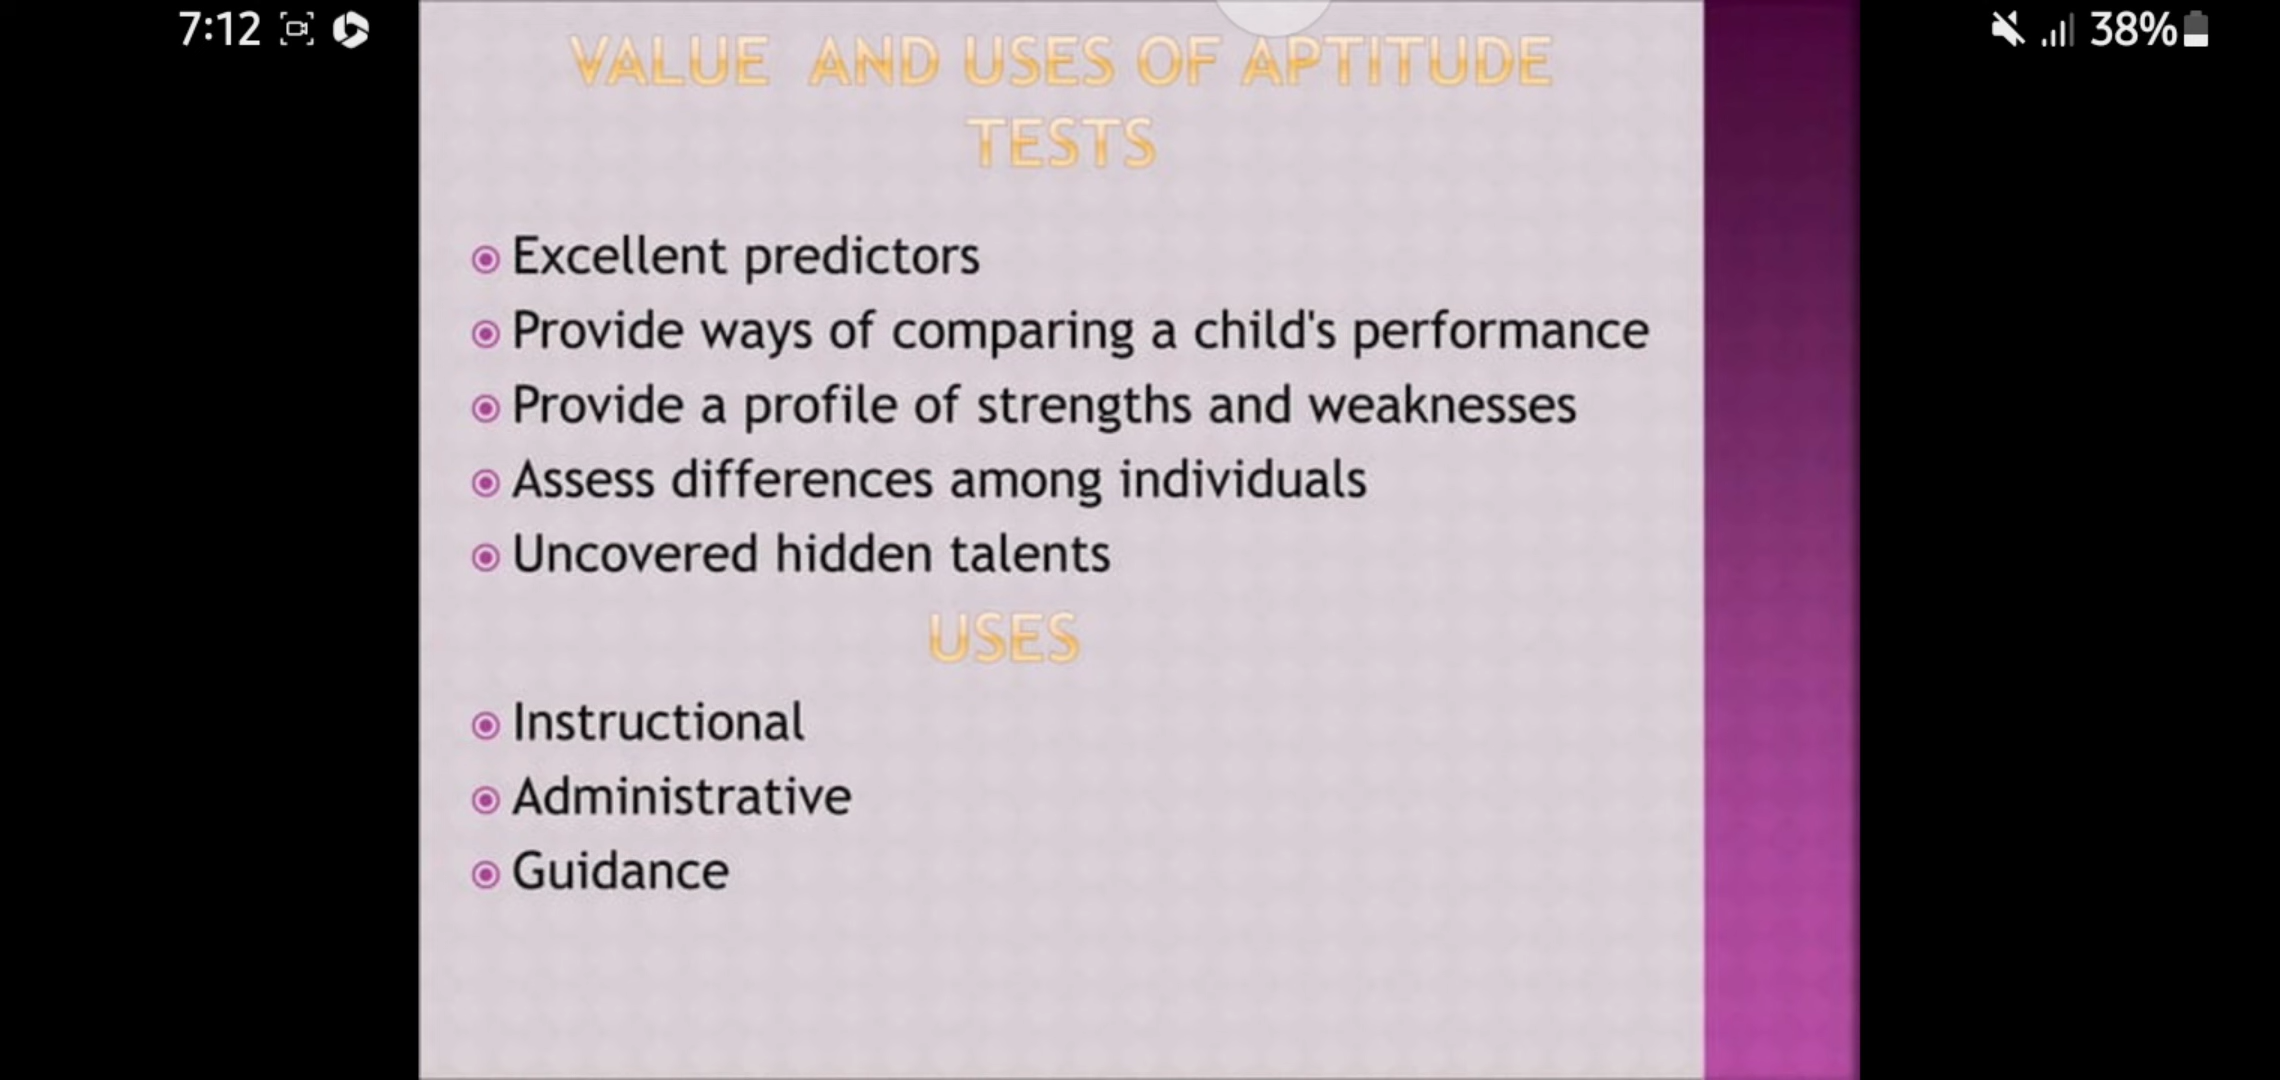 7:12
38%
VALUE AND USES OF APTITUDE
TESTS
Excellent predictors
Provide ways of comparing a child's performance
Provide a profile of strengths and weaknesses
Assess differences among individuals
Uncovered hidden talents
USES
Instructional
Administrative
Guidance